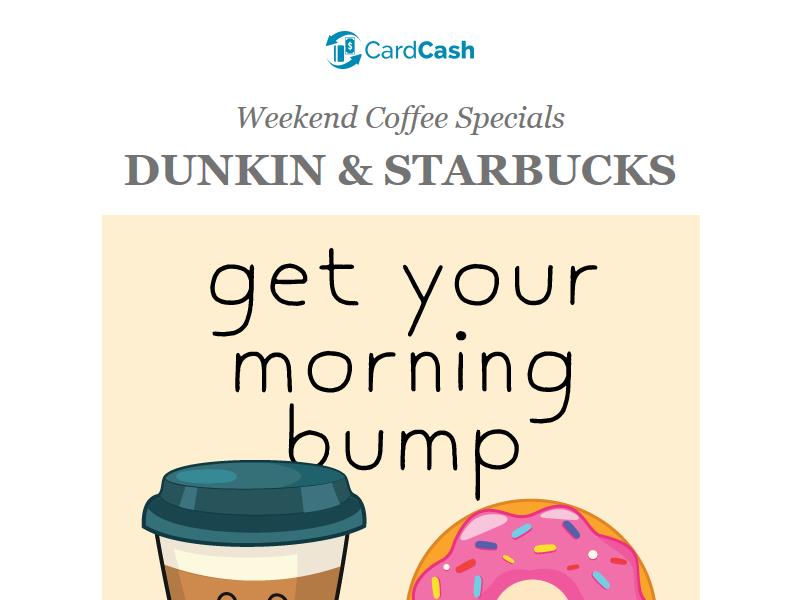 CardCash
Weekend Coffee Specials
DUNKIN & STARBUCKS
get your
morning
bump